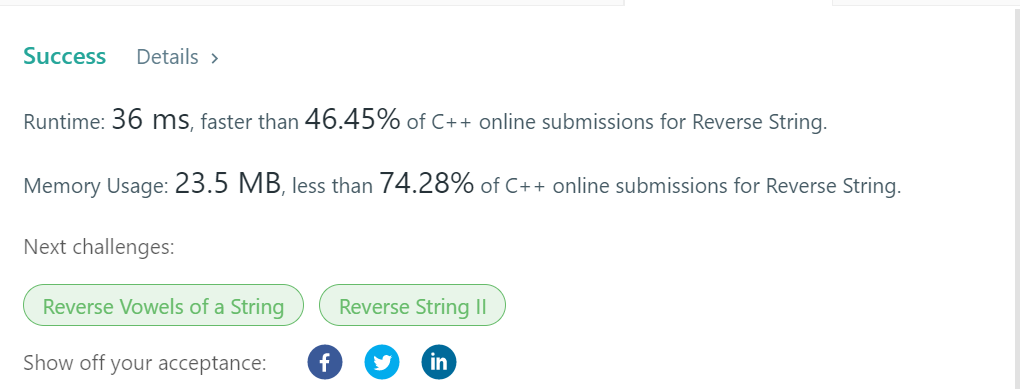 Success Details >
Runtime: 36 ms, faster than 46.45% of C++ online submissions for Reverse String.
Memory Usage: 23.5 MB, less than 74.28% of C++ online submissions for Reverse String.
Next challenges:
Reverse Vowels of a String Reverse String II
Show off your acceptance: f in